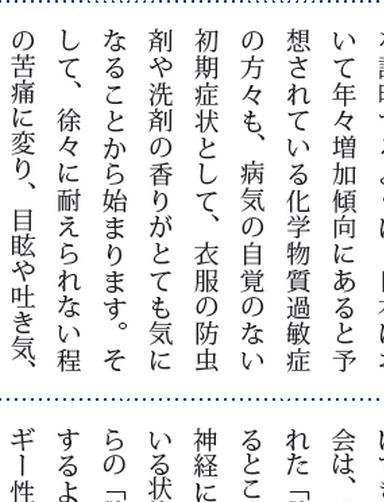 いて年々増加傾向にあると予
想されている化学物質過敏症
の方々も、病気の自覚のない
初期症状として、衣服の防虫
剤や洗剤の香りがとても気に
なることから始まります。そ
して、徐々に耐えられない程
の苦痛に変り、目眩や吐き気、
会は、
れた「
るとこ
神経に
いる状
らの「
するよ
ギー性